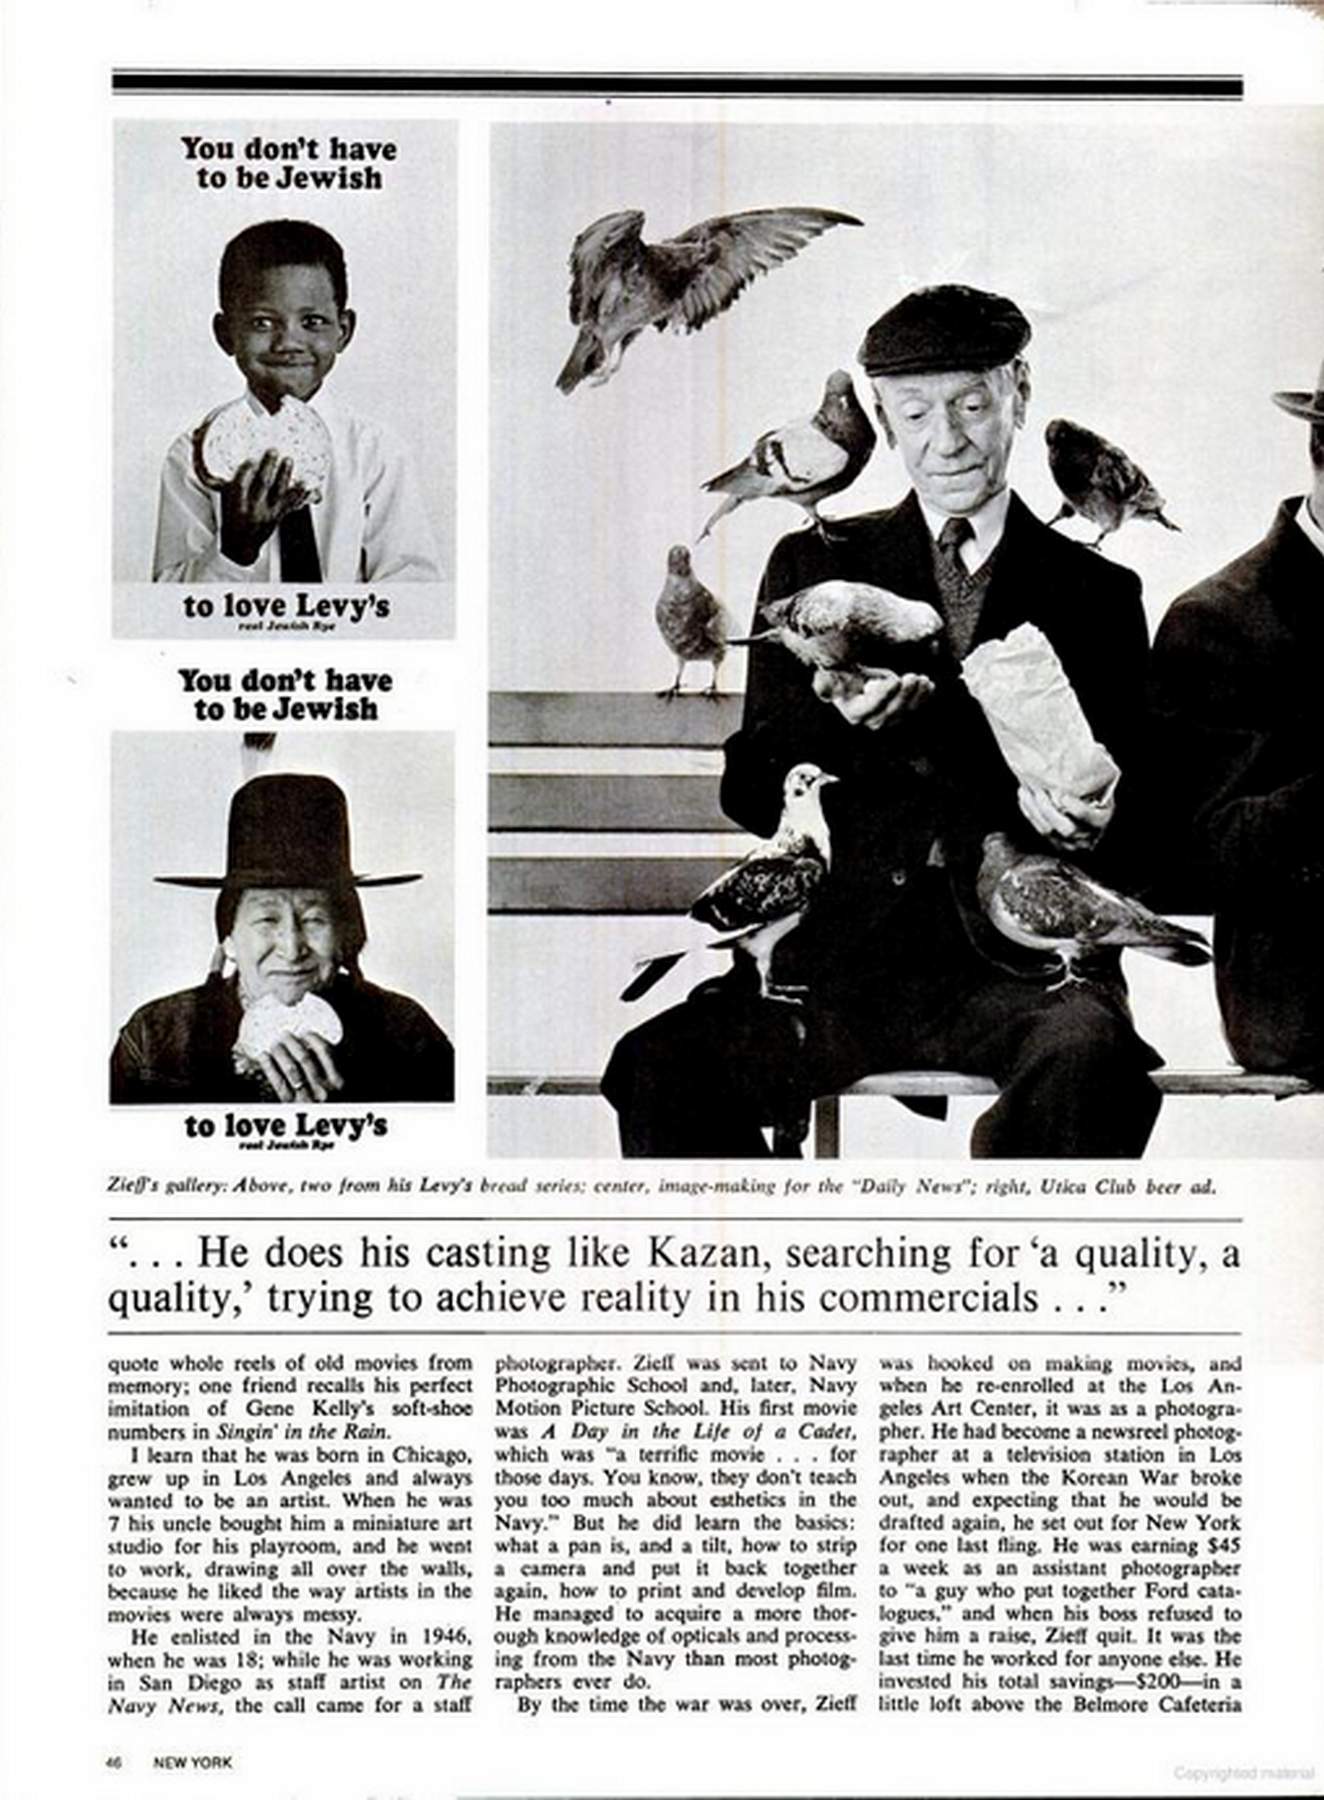 You don't have
to be Jewish
to love Levy's
real Jewish Rye
You don't have
to be Jewish
to love Levy's
real Jewish Rye
Zieff's gallery: Above, two from his Levy's bread series; center, image-making for the "Daily News"; right, Utica Club beer ad.
“. . . He does his casting like Kazan, searching for ‘a quality, a
quality,’ trying to achieve reality in his commercials . . .”
quote whole reels of old movies from
memory; one friend recalls his perfect
imitation of Gene Kelly's soft-shoe
numbers in Singin' in the Rain.
I learn that he was born in Chicago,
grew up in Los Angeles and always
wanted to be an artist. When he was
7 his uncle bought him a miniature art
studio for his playroom, and he went
to work, drawing all over the walls,
because he liked the way artists in the
movies were always messy.
He enlisted in the Navy in 1946,
when he was 18; while he was working
in San Diego as staff artist on The
Navy News, the call came for a staff
photographer. Zieff was sent to Navy
Photographic School and, later, Navy
Motion Picture School. His first movie
was A Day in the Life of a Cadet,
which was "a terrific movie . . . for
those days. You know, they don't teach
you too much about esthetics in the
Navy." But he did learn the basics:
what a pan is, and a tilt, how to strip
a camera and put it back together
again, how to print and develop film.
He managed to acquire a more thor-
ough knowledge of opticals and process-
ing from the Navy than most photog-
raphers ever do.
By the time the war was over, Zieff
was hooked on making movies, and
when he re-enrolled at the Los An-
geles Art Center, it was as a photogra-
pher. He had become a newsreel photog-
rapher at a television station in Los
Angeles when the Korean War broke
out, and expecting that he would be
drafted again, he set out for New York
for one last fling. He was earning $45
a week as an assistant photographer
to "a guy who put together Ford cata-
logues," and when his boss refused to
give him a raise, Zieff quit. It was the
last time he worked for anyone else. He
invested his total savings—$200—in a
little loft above the Belmore Cafeteria
46 NEW YORK
Copyrighted material